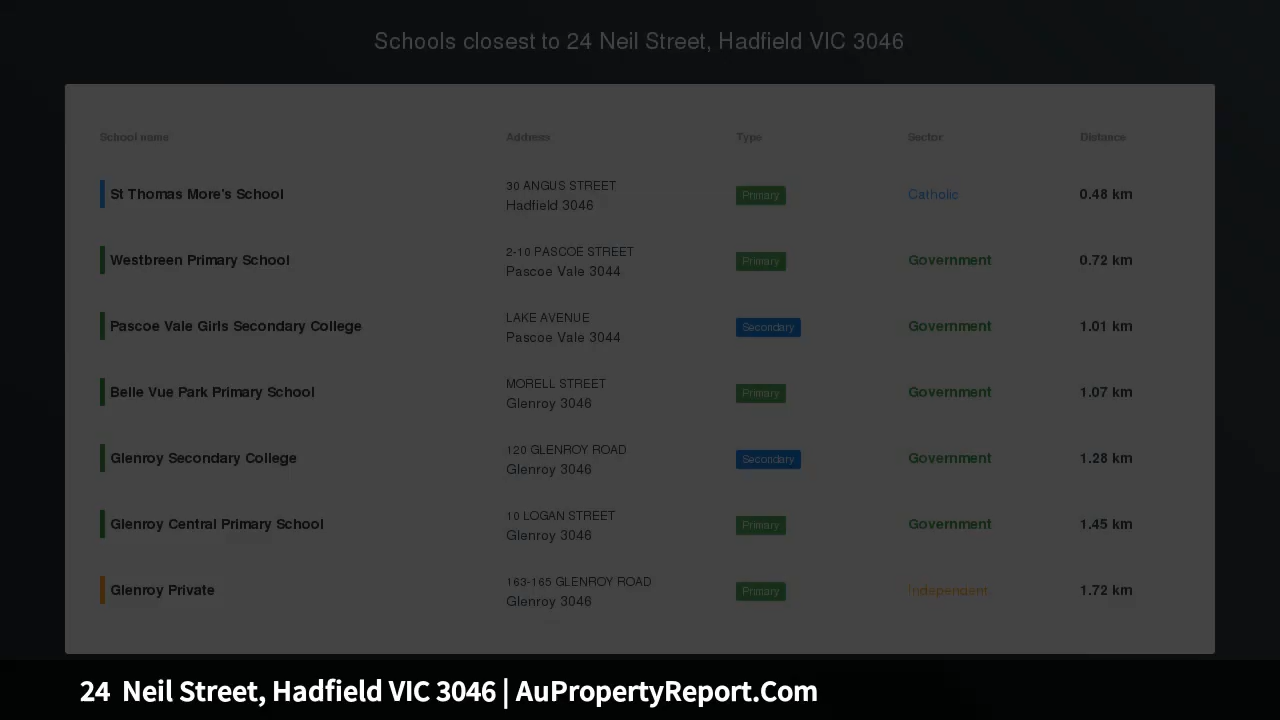 Schools closest to 24 Neil Street, Hadfield VIC 3046
School name Address Type Sector Distance
St Thomas More's School 30 ANGUS STREET Primary Catholic 0.48 km
Hadfield 3046
Westbreen Primary School 2-10 PASCOE STREET Primary Government 0.72 km
Pascoe Vale 3044
Pascoe Vale Girls Secondary College LAKE AVENUE Secondary Government 1.01 km
Pascoe Vale 3044
Belle Vue Park Primary School MORELL STREET Primary Government 1.07 km
Glenroy 3046
Glenroy Secondary College 120 GLENROY ROAD Secondary Government 1.28 km
Glenroy 3046
Glenroy Central Primary School 10 LOGAN STREET Primary Government 1.45 km
Glenroy 3046
Glenroy Private 163-165 GLENROY ROAD Primary Independent 1.72 km
Glenroy 3046
24 Neil Street, Hadfield VIC 3046 | AuPropertyReport.Com